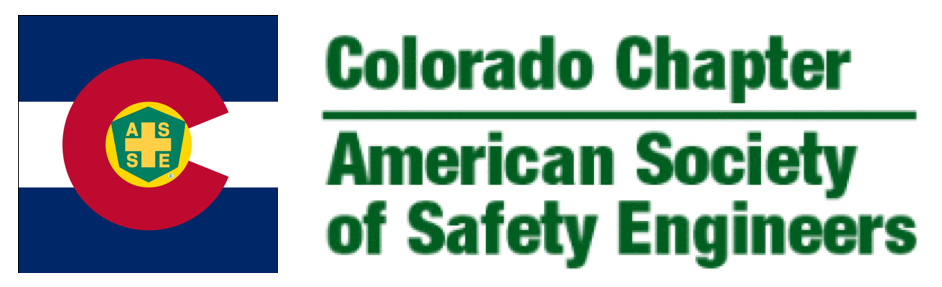 A S
S E
Colorado Chapter
American Society
of Safety Engineers